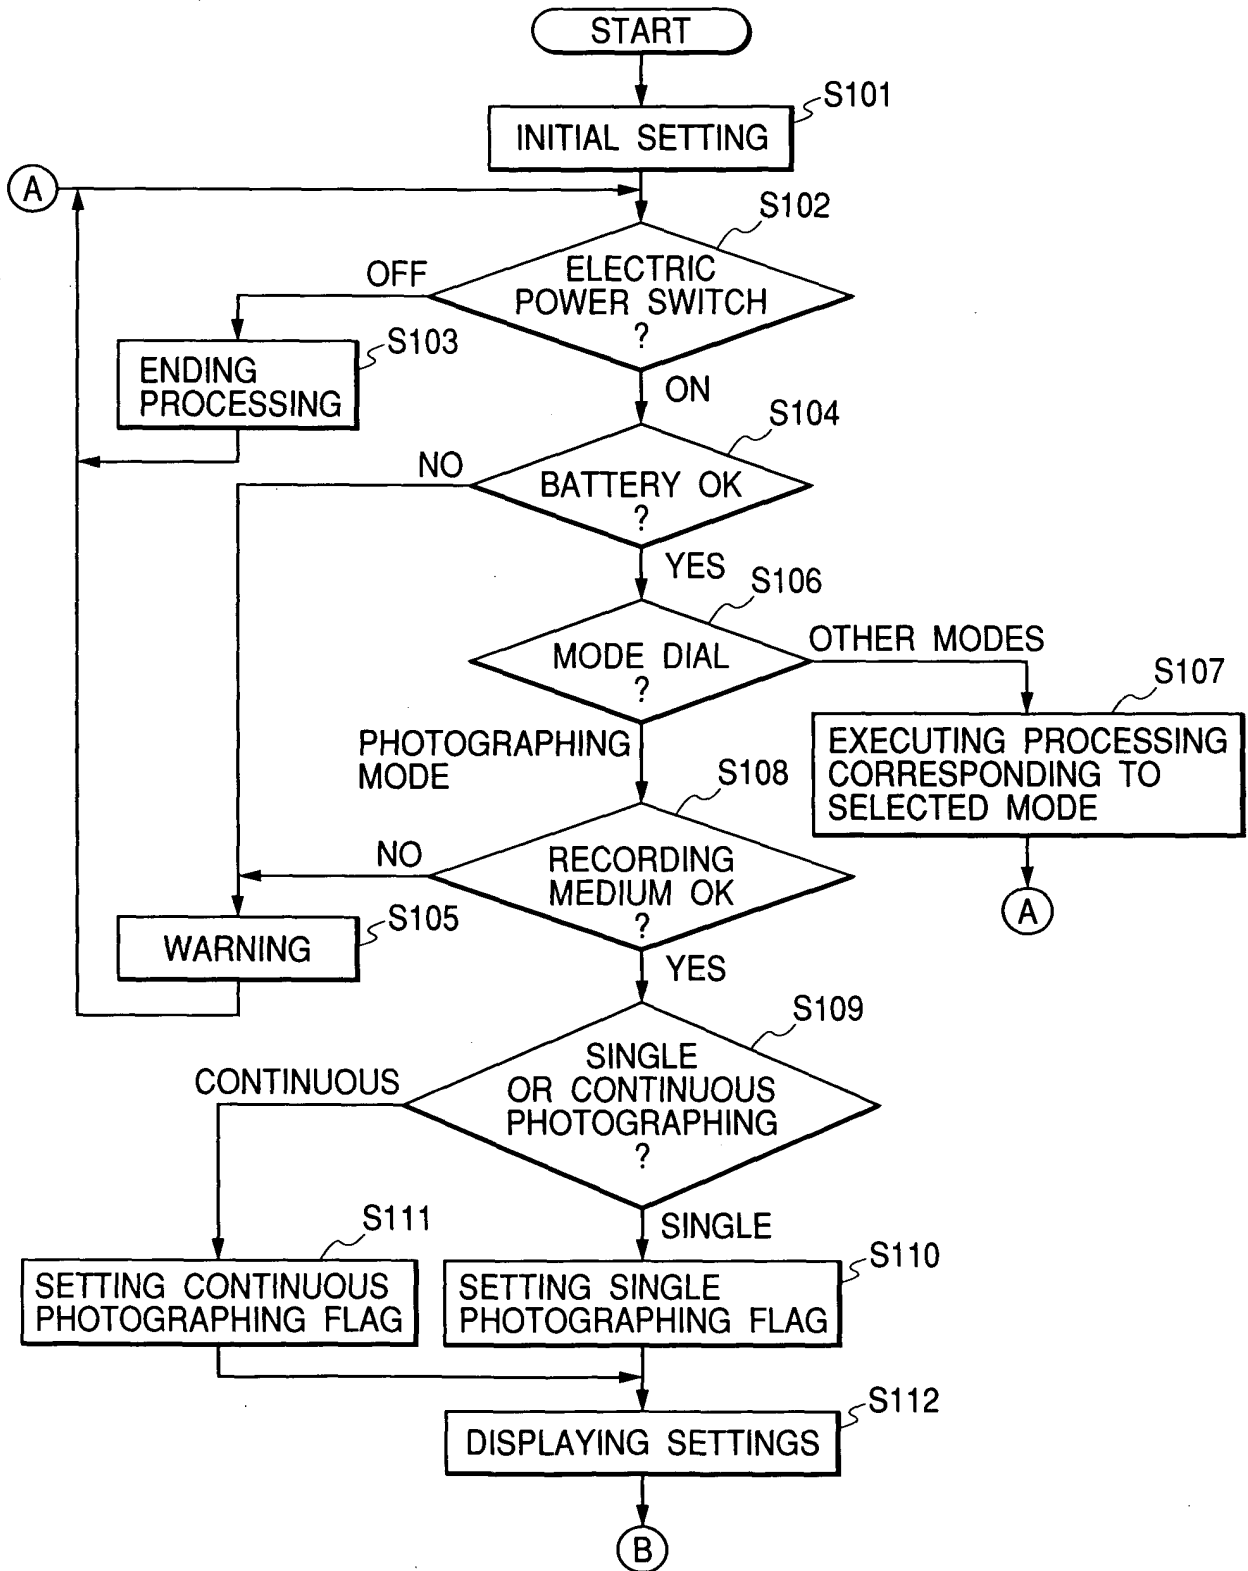 START
S101
INITIAL SETTING
A
S102
ELECTRIC
POWER SWITCH
?
OFF
S103
ENDING
PROCESSING
ON
S104
NO
BATTERY OK
?
YES
S106
OTHER MODES
MODE DIAL
?
S107
EXECUTING PROCESSING
CORRESPONDING TO
SELECTED MODE
A
PHOTOGRAPHING
MODE
S108
NO
RECORDING
MEDIUM OK
?
S105
WARNING
YES
S109
SINGLE
OR CONTINUOUS
PHOTOGRAPHING
?
CONTINUOUS
S111
SETTING CONTINUOUS
PHOTOGRAPHING FLAG
SINGLE
S110
SETTING SINGLE
PHOTOGRAPHING FLAG
S112
DISPLAYING SETTINGS
B